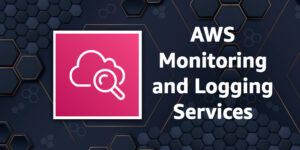 AWS
Monitoring
and Logging
Services